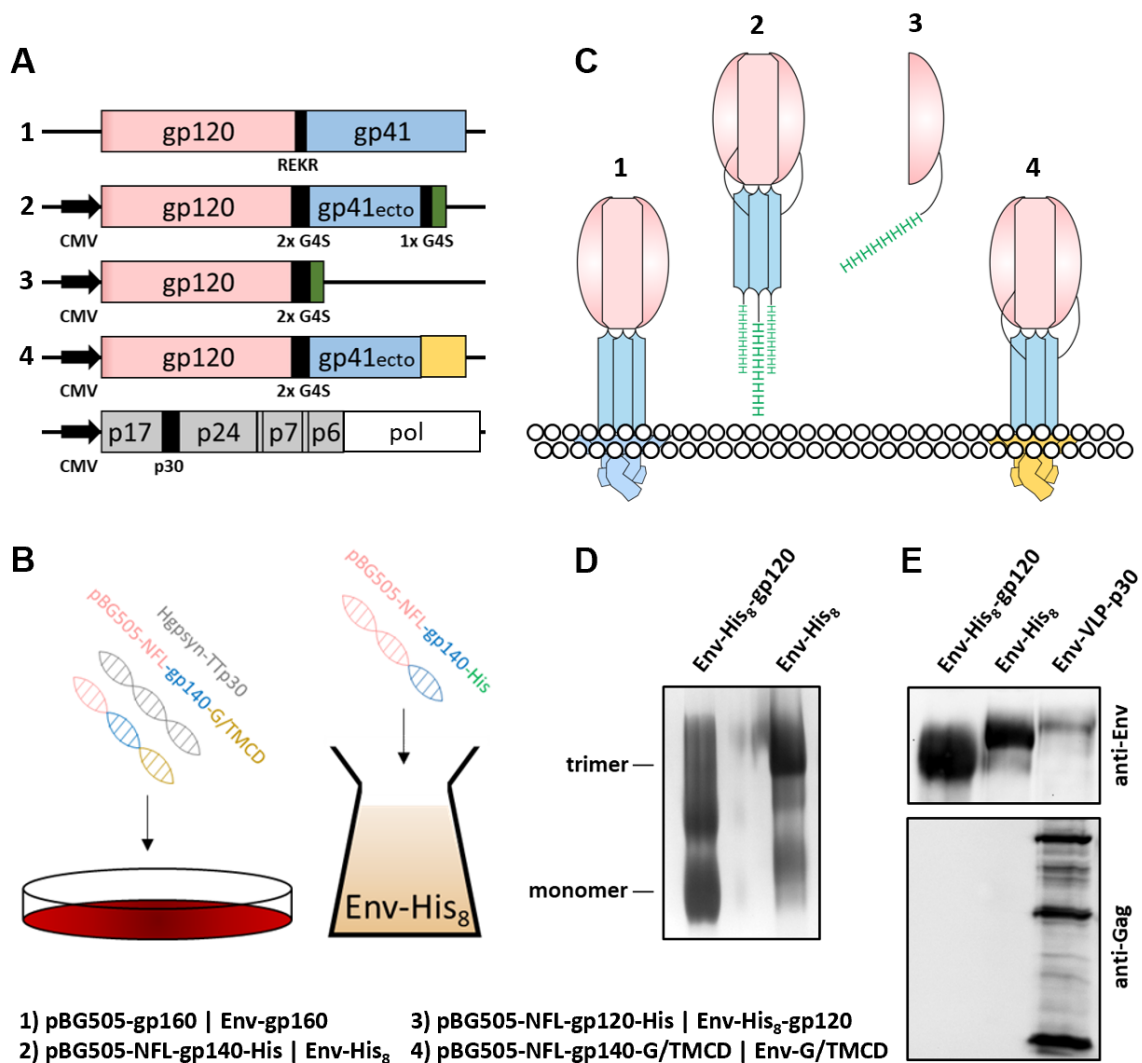 A
1
gp120
gp41
REKR
2
gp120
gp41ecto
CMV
2x G4S
1x G4S
3
gp120
CMV
2x G4S
4
gp120
gp41ecto
CMV
2x G4S
p17
p24
p7
p6
pol
CMV
p30
C
1
2
3
4
HHHHHHHH
HHHHHHHH
HHHHHHHH
HHHHHHHH
B
Hgpsyn-TTp30
pBG505-NFL-gp140-G/TMCD
pBG505-NFL-gp140-His
Env-His8
D
Env-His8-gp120
Env-His8
trimer
monomer
E
Env-His8-gp120
Env-His8
Env-VLP-p30
anti-Env
anti-Gag
1) pBG505-gp160 | Env-gp160
2) pBG505-NFL-gp140-His | Env-His8
3) pBG505-NFL-gp120-His | Env-His8-gp120
4) pBG505-NFL-gp140-G/TMCD | Env-G/TMCD